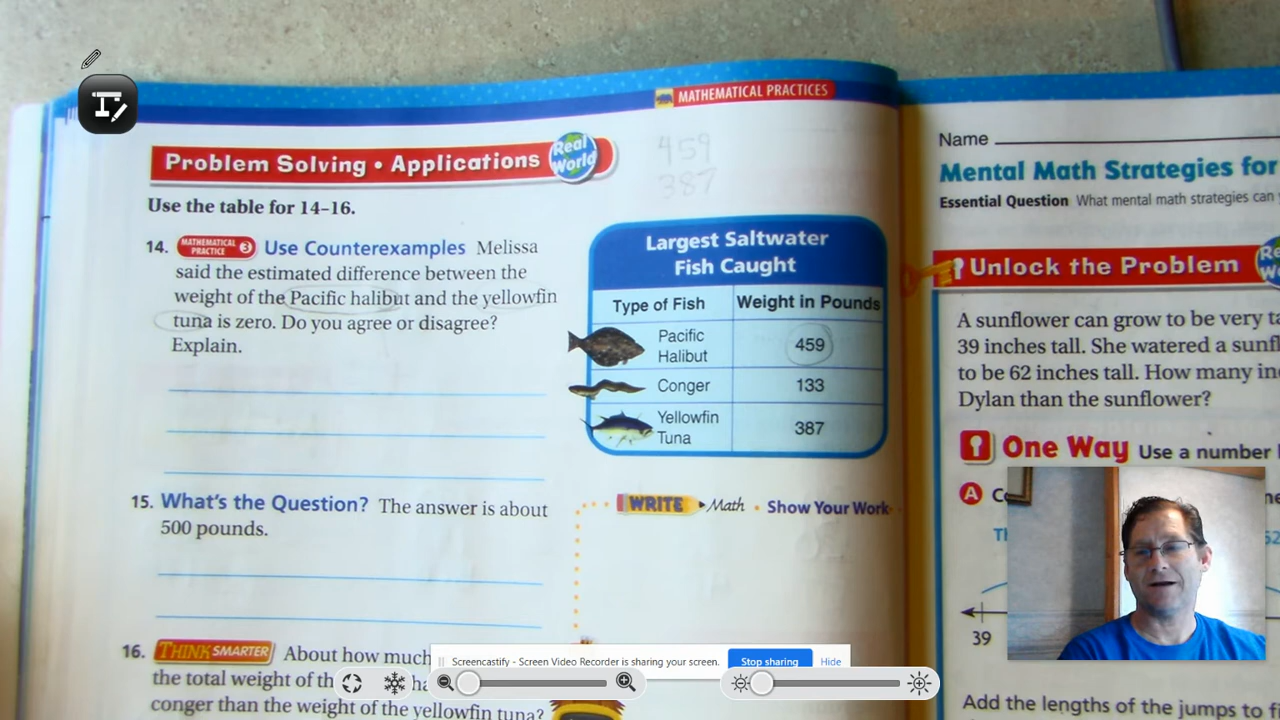 MATHEMATICAL PRACTICES
Problem Solving • Applications Real World
459
387
Use the table for 14–16.
14. MATHEMATICAL PRACTICE 3 Use Counterexamples Melissa
said the estimated difference between the
weight of the Pacific halibut and the yellowfin
tuna is zero. Do you agree or disagree?
Explain.
Largest Saltwater
Fish Caught
Type of Fish Weight in Pounds
Pacific
Halibut 459
Conger 133
Yellowfin
Tuna 387
15. What's the Question? The answer is about
500 pounds.
WRITE Math • Show Your Work
16. THINK SMARTER About how much
the total weight of th
conger than the weight of the yellowfin tuna?
Name
Mental Math Strategies for
Essential Question What mental math strategies can
Unlock the Problem
A sunflower can grow to be very ta
39 inches tall. She watered a sunfl
to be 62 inches tall. How many in
Dylan than the sunflower?
One Way Use a number
A
39
Add the lengths of the jumps to fi
Screencastify - Screen Video Recorder is sharing your screen. Stop sharing Hide